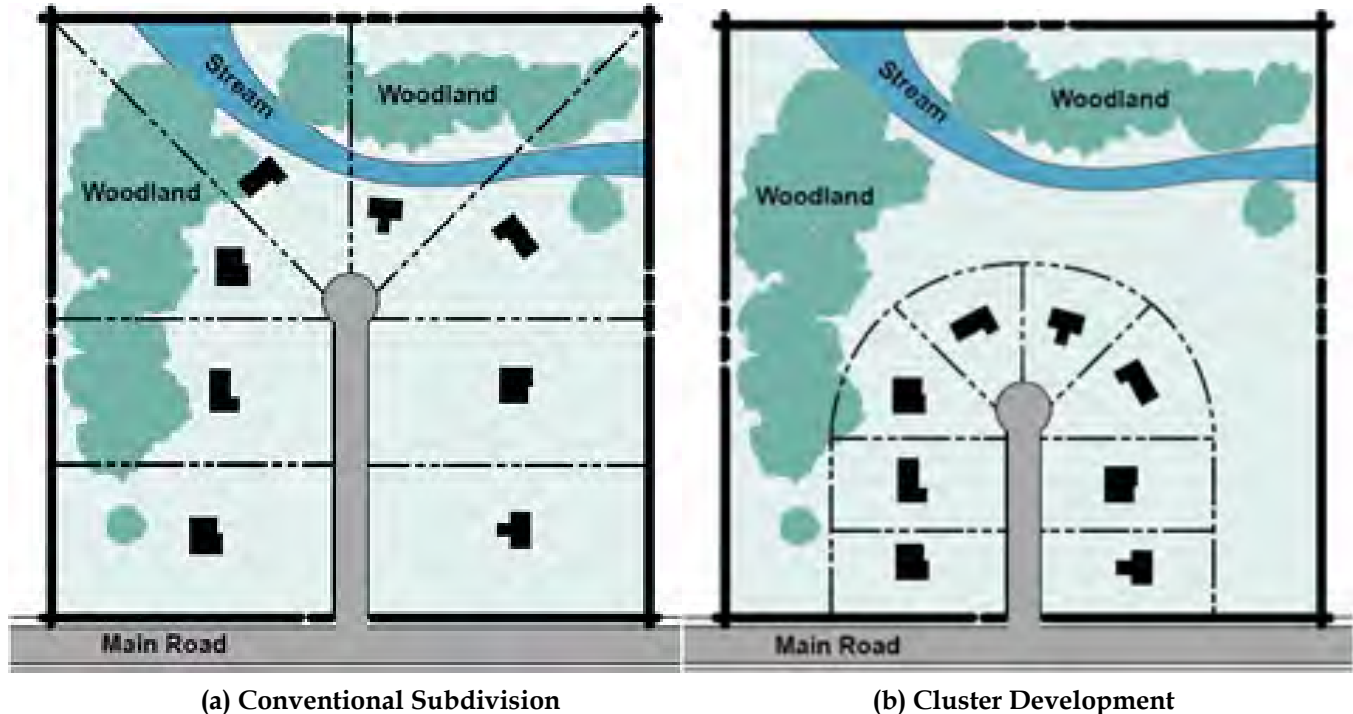 Stream
Woodland
Woodland
Main Road
(a) Conventional Subdivision
Stream
Woodland
Woodland
Main Road
(b) Cluster Development